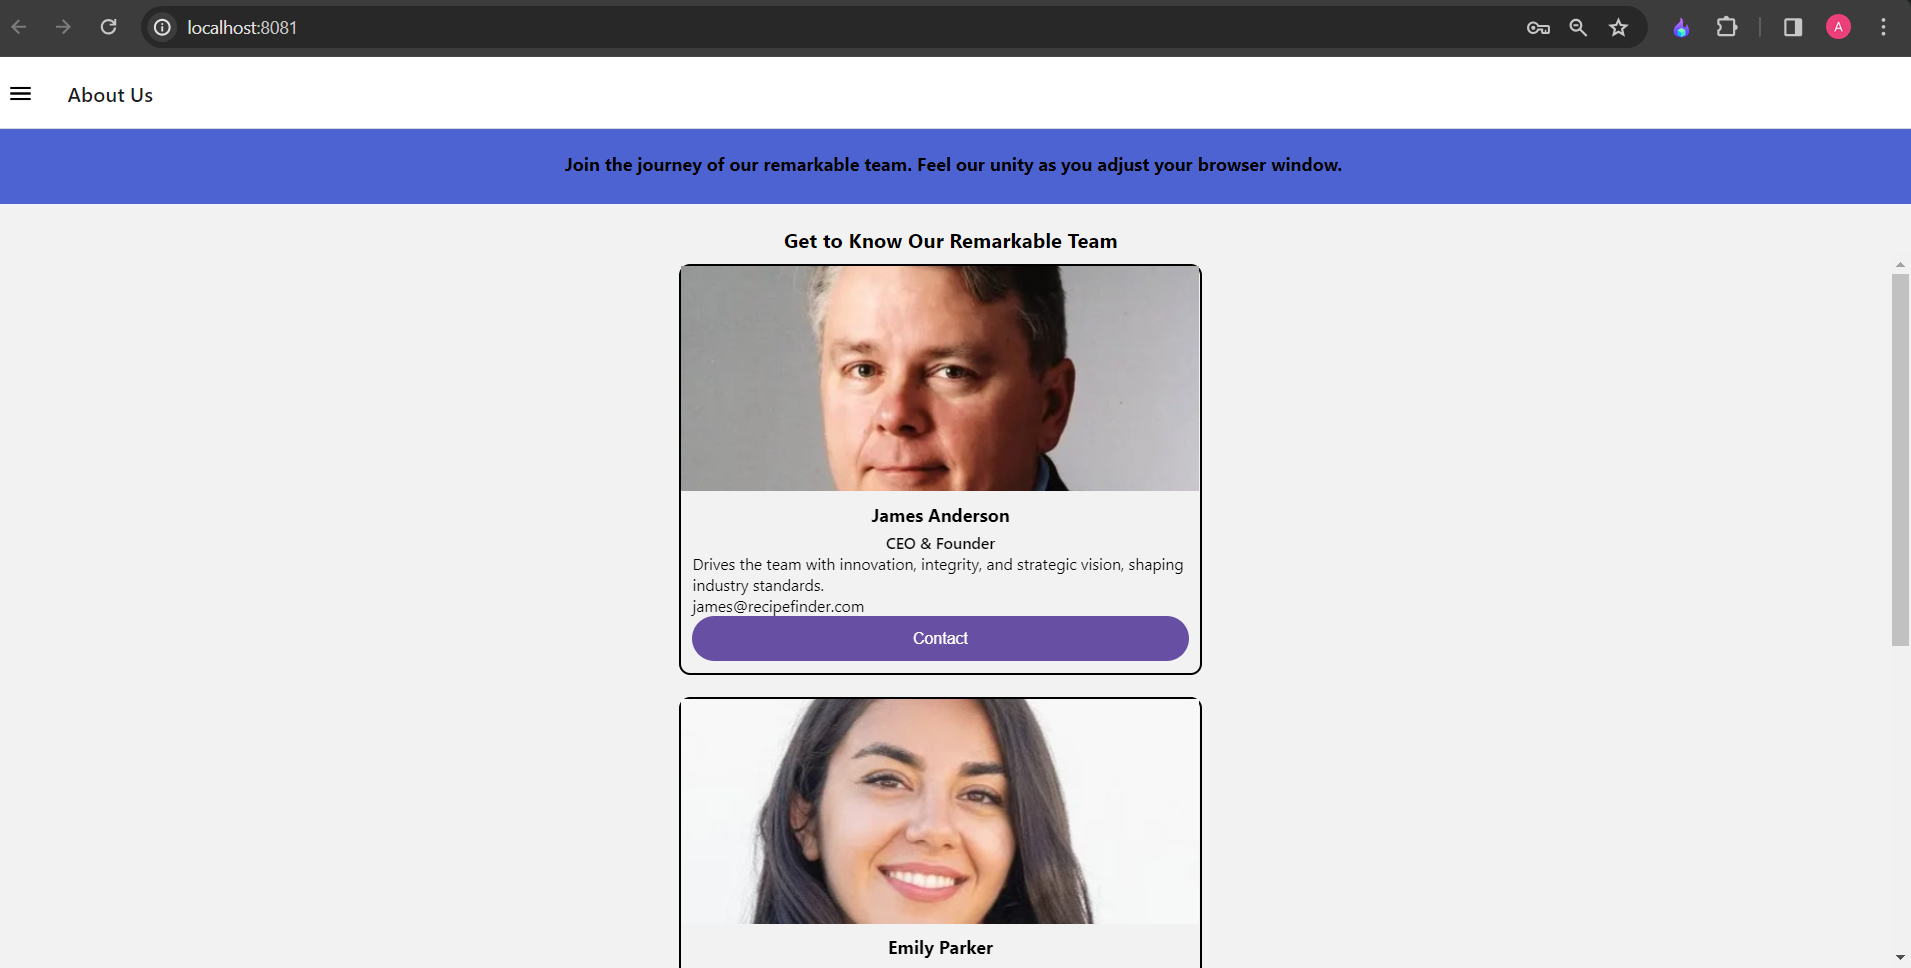 localhost:8081
A
About Us
Join the journey of our remarkable team. Feel our unity as you adjust your browser window.
Get to Know Our Remarkable Team
James Anderson
CEO & Founder
Drives the team with innovation, integrity, and strategic vision, shaping
industry standards.
james@recipefinder.com
Contact
Emily Parker